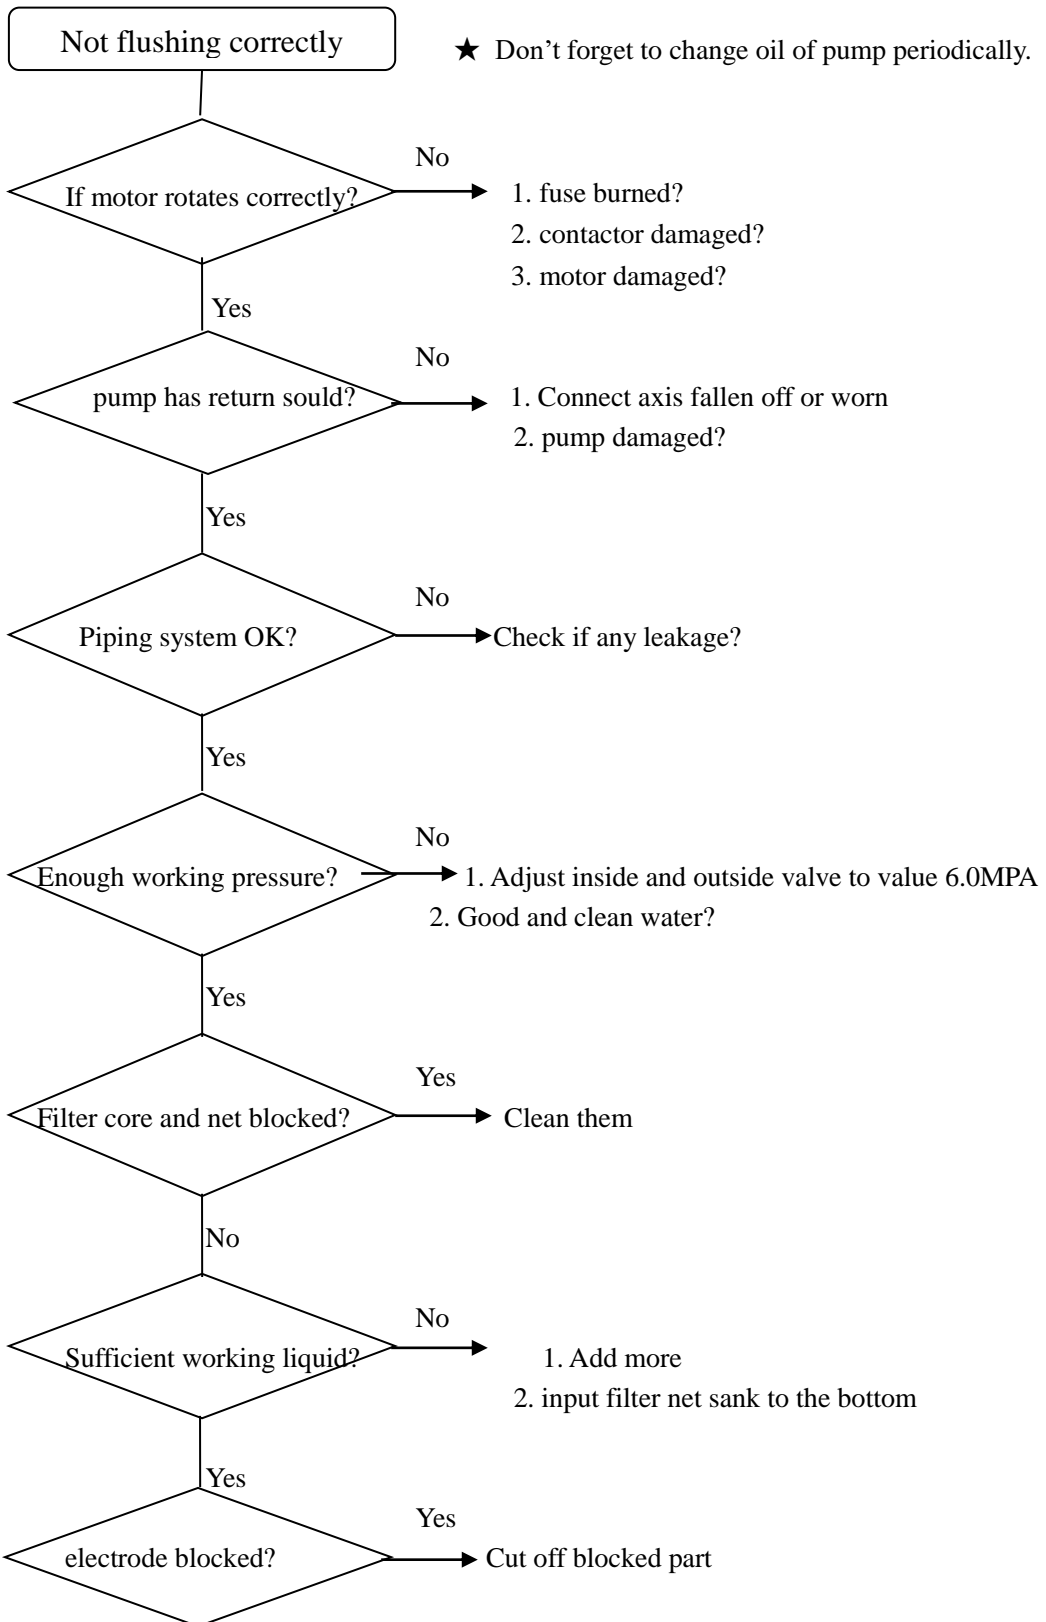 Not flushing correctly
★ Don’t forget to change oil of pump periodically.
No
If motor rotates correctly?
1. fuse burned?
2. contactor damaged?
3. motor damaged?
Yes
No
pump has return sould?
1. Connect axis fallen off or worn
2. pump damaged?
Yes
No
Piping system OK?
Check if any leakage?
Yes
No
Enough working pressure?
1. Adjust inside and outside valve to value 6.0MPA
2. Good and clean water?
Yes
Yes
Filter core and net blocked?
Clean them
No
No
Sufficient working liquid?
1. Add more
2. input filter net sank to the bottom
Yes
Yes
electrode blocked?
Cut off blocked part